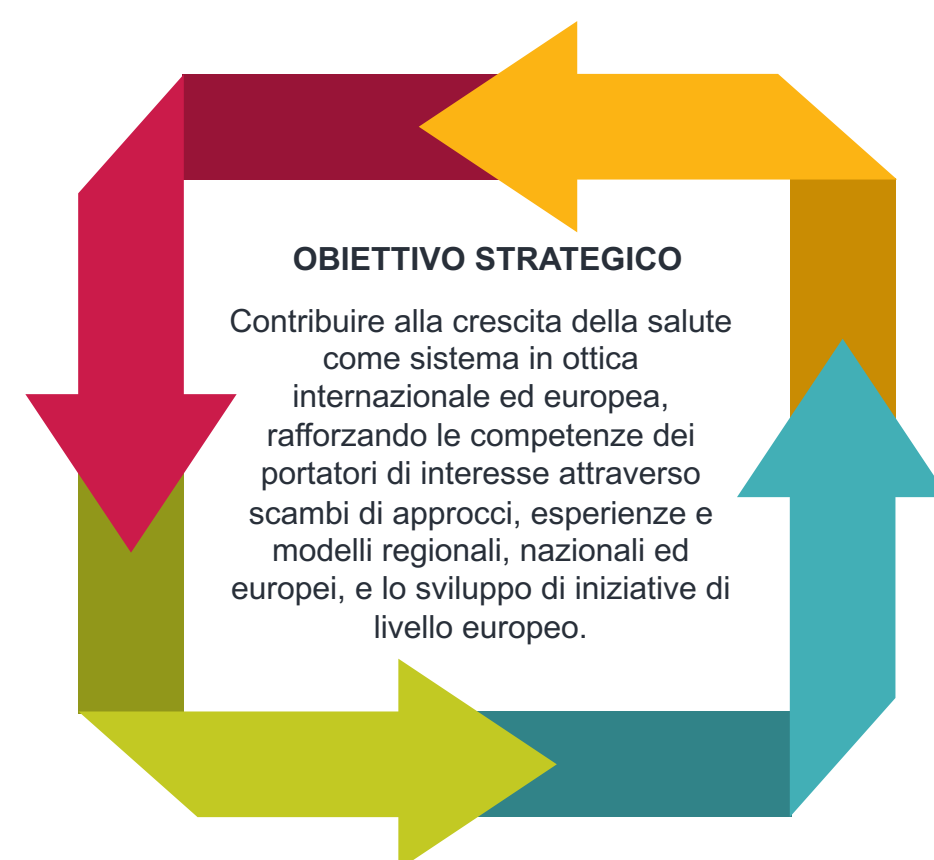 OBIETTIVO STRATEGICO
Contribuire alla crescita della salute
come sistema in ottica
internazionale ed europea,
rafforzando le competenze dei
portatori di interesse attraverso
scambi di approcci, esperienze e
modelli regionali, nazionali ed
europei, e lo sviluppo di iniziative di
livello europeo.